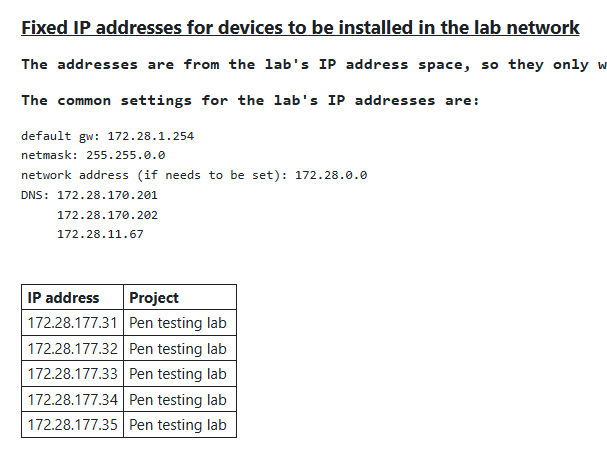 Fixed IP addresses for devices to be installed in the lab network
The addresses are from the lab's IP address space, so they only
The common settings for the lab's IP addresses are:
default gw: 172.28.1.254
netmask: 255.255.0.0
network address (if needs to be set): 172.28.0.0
DNS: 172.28.170.201
172.28.170.202
172.28.11.67
IP address Project
172.28.177.31 Pen testing lab
172.28.177.32 Pen testing lab
172.28.177.33 Pen testing lab
172.28.177.34 Pen testing lab
172.28.177.35 Pen testing lab